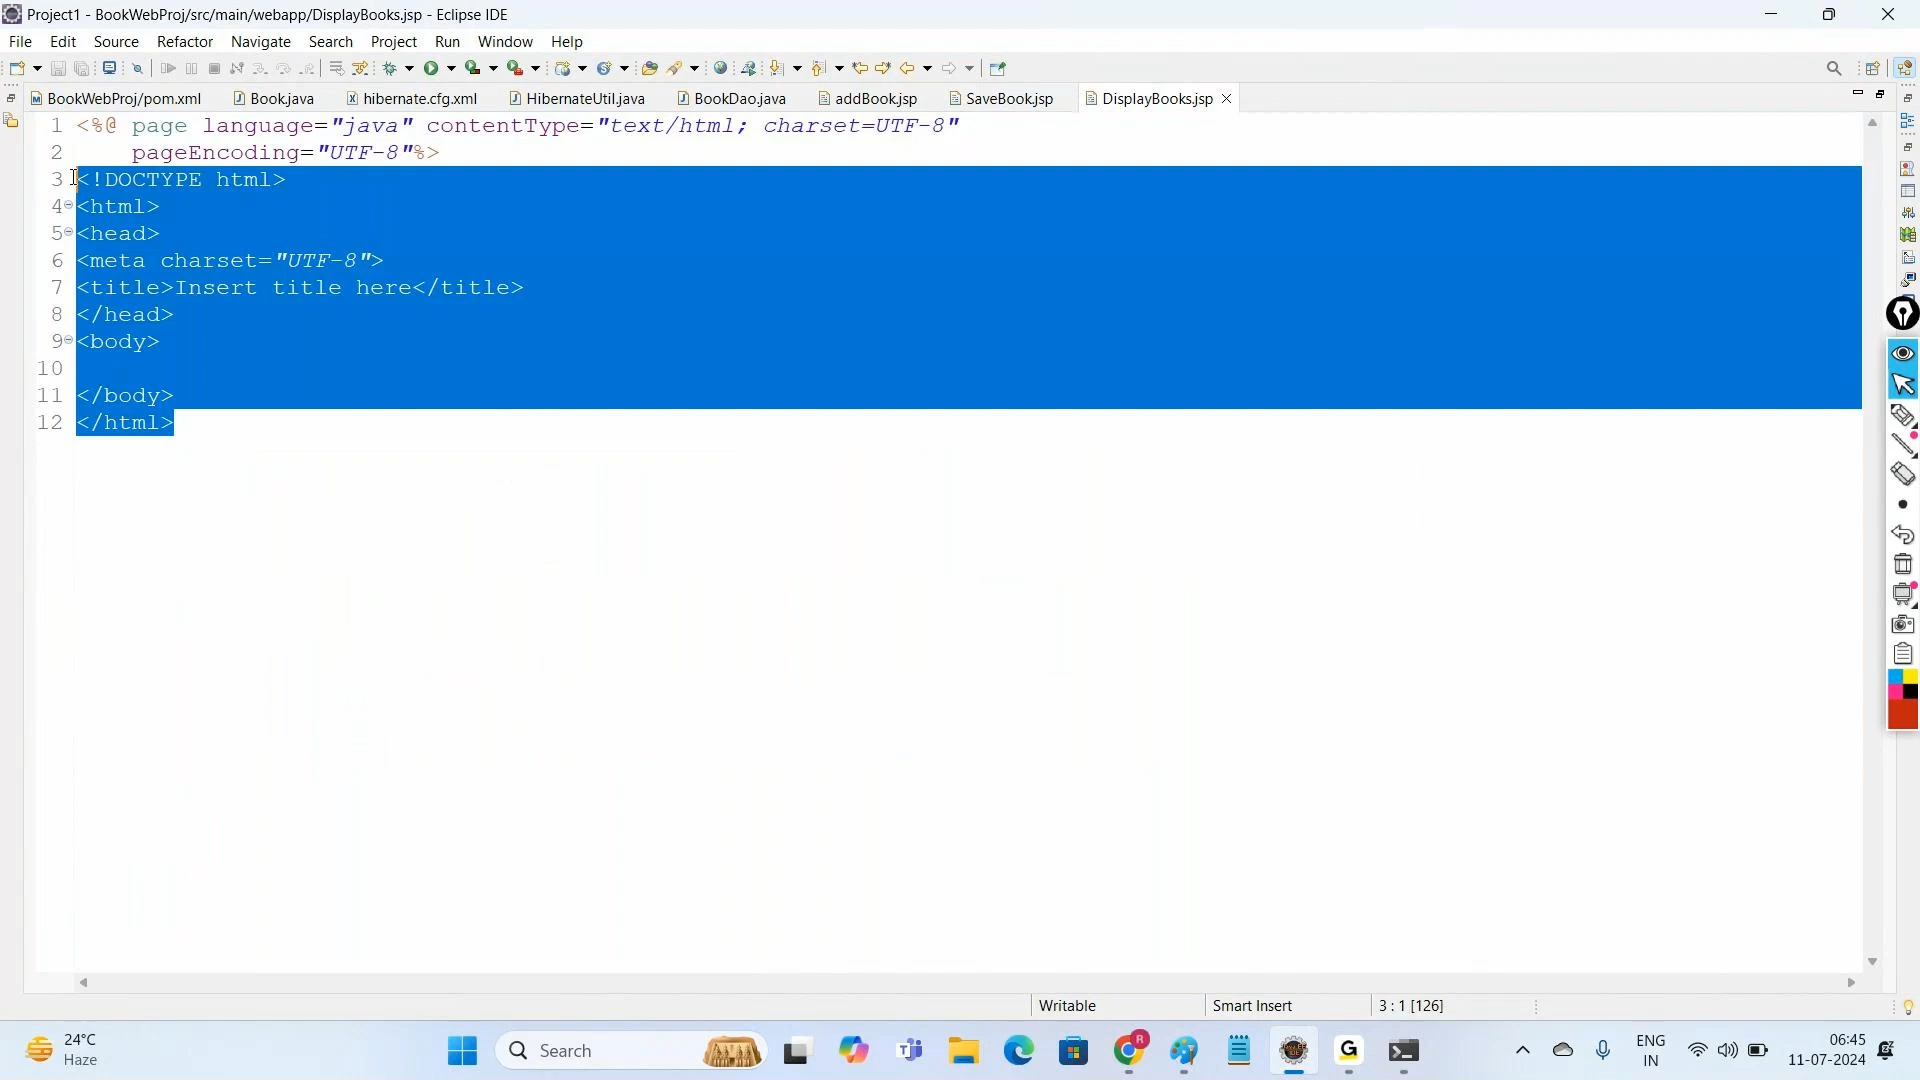 Project1 - BookWebProj/src/main/webapp/DisplayBooks.jsp - Eclipse IDE
File Edit Source Refactor Navigate Search Project Run Window Help
BookWebProj/pom.xml Book.java hibernate.cfg.xml HibernateUtil.java BookDao.java addBook.jsp SaveBook.jsp DisplayBooks.jsp
1 <%@ page language="java" contentType="text/html; charset=UTF-8"
2 pageEncoding="UTF-8"%>
3 <!DOCTYPE html>
4 <html>
5 <head>
6 <meta charset="UTF-8">
7 <title>Insert title here</title>
8 </head>
9 <body>
10
11 </body>
12 </html>
Writable Smart Insert 3 : 1 [126]
24°C
Haze
Search
ENG
IN
06:45
11-07-2024